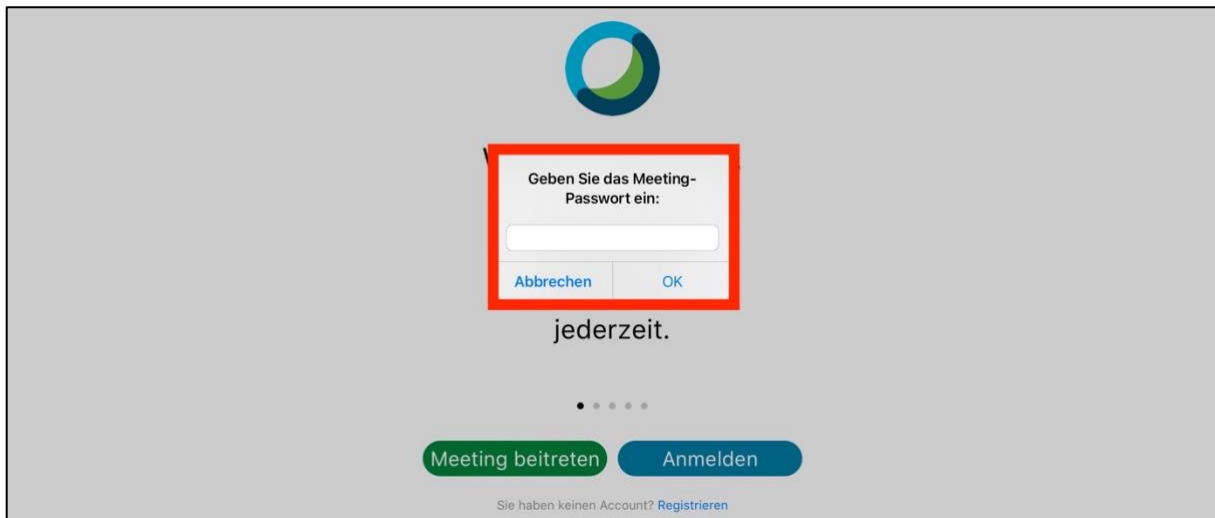 Geben Sie das Meeting-
Passwort ein:
Abbrechen OK
jederzeit.
Meeting beitreten Anmelden
Sie haben keinen Account? Registrieren